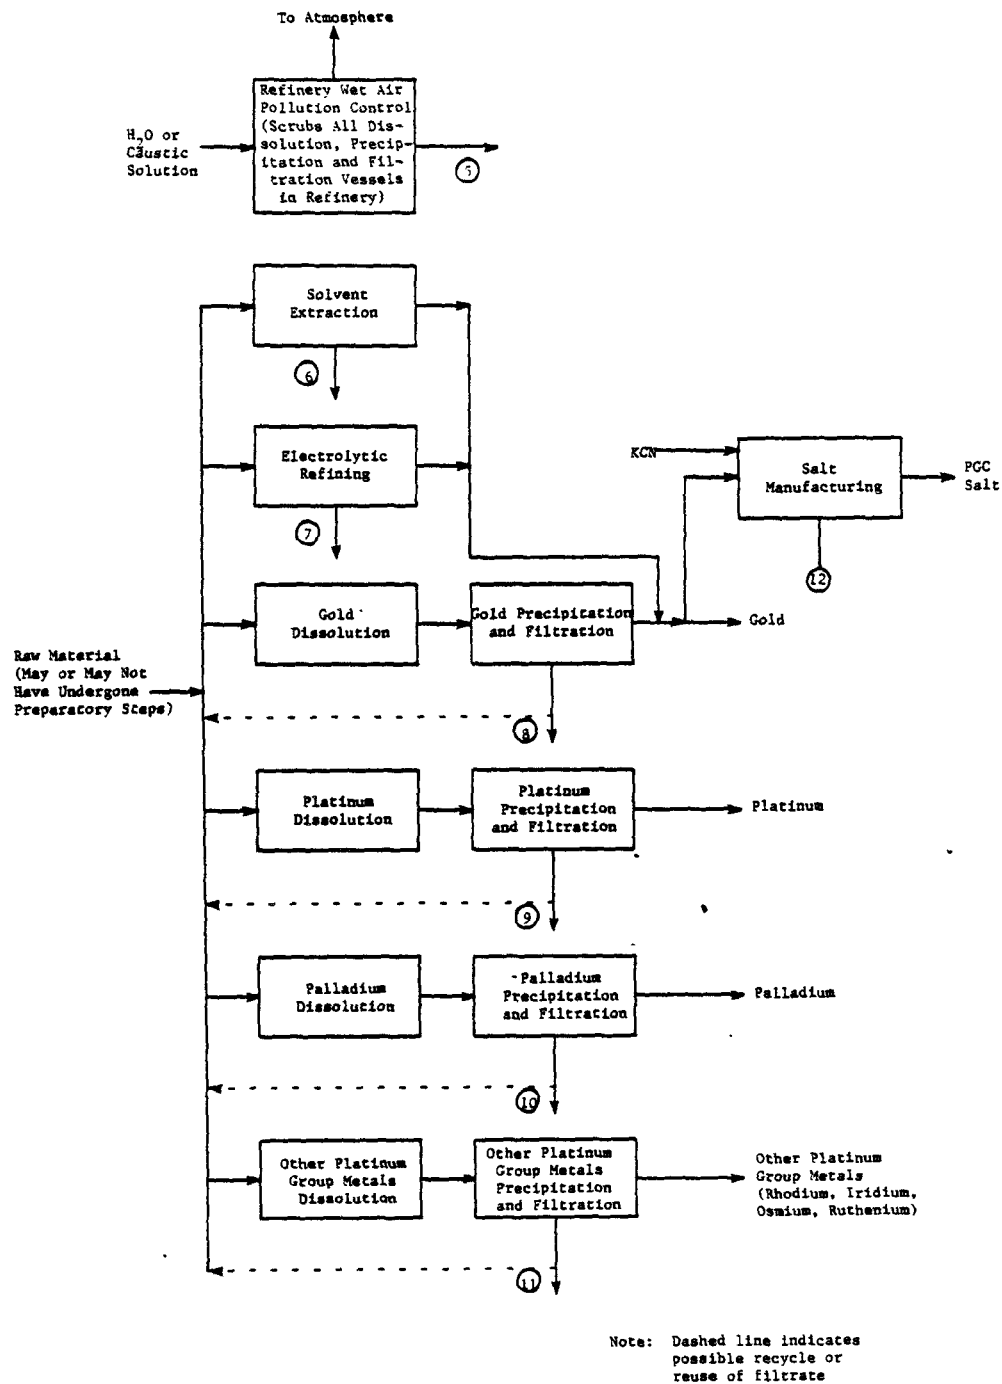 To Atmosphere
Refinery Wet Air
Pollution Control
(Scrubs All Dis-
solution, Precip-
itation and Fil-
tration Vessels
in Refinery)
H2O or
Caustic
Solution
5
Solvent
Extraction
6
Electrolytic
Refining
7
KCN
Salt
Manufacturing
PGC
Salt
12
Gold
Dissolution
Gold Precipitation
and Filtration
Gold
Raw Material
(May or May Not
Have Undergone
Preparatory Steps)
8
Platinum
Dissolution
Platinum
Precipitation
and Filtration
Platinum
9
Palladium
Dissolution
Palladium
Precipitation
and Filtration
Palladium
10
Other Platinum
Group Metals
Dissolution
Other Platinum
Group Metals
Precipitation
and Filtration
Other Platinum
Group Metals
(Rhodium, Iridium,
Osmium, Ruthenium)
11
Note: Dashed line indicates
possible recycle or
reuse of filtrate